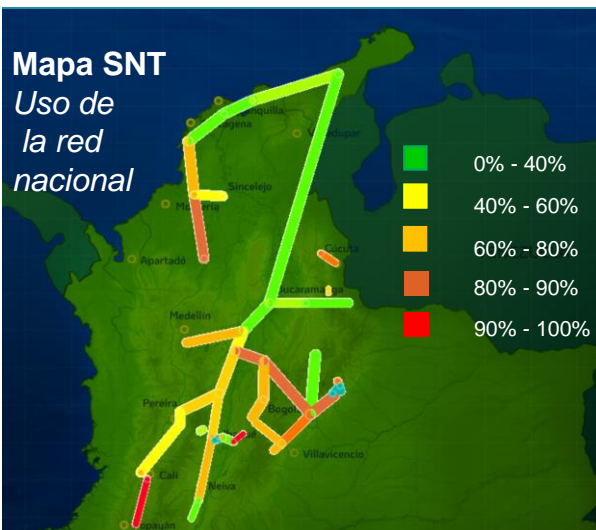 Mapa SNT
Uso de
la red
nacional
Sincelejo
Apartadó
Cúcuta
Medellín
Pereira
Villavicencio
Cali
Neiva
0% - 40%
40% - 60%
60% - 80%
80% - 90%
90% - 100%